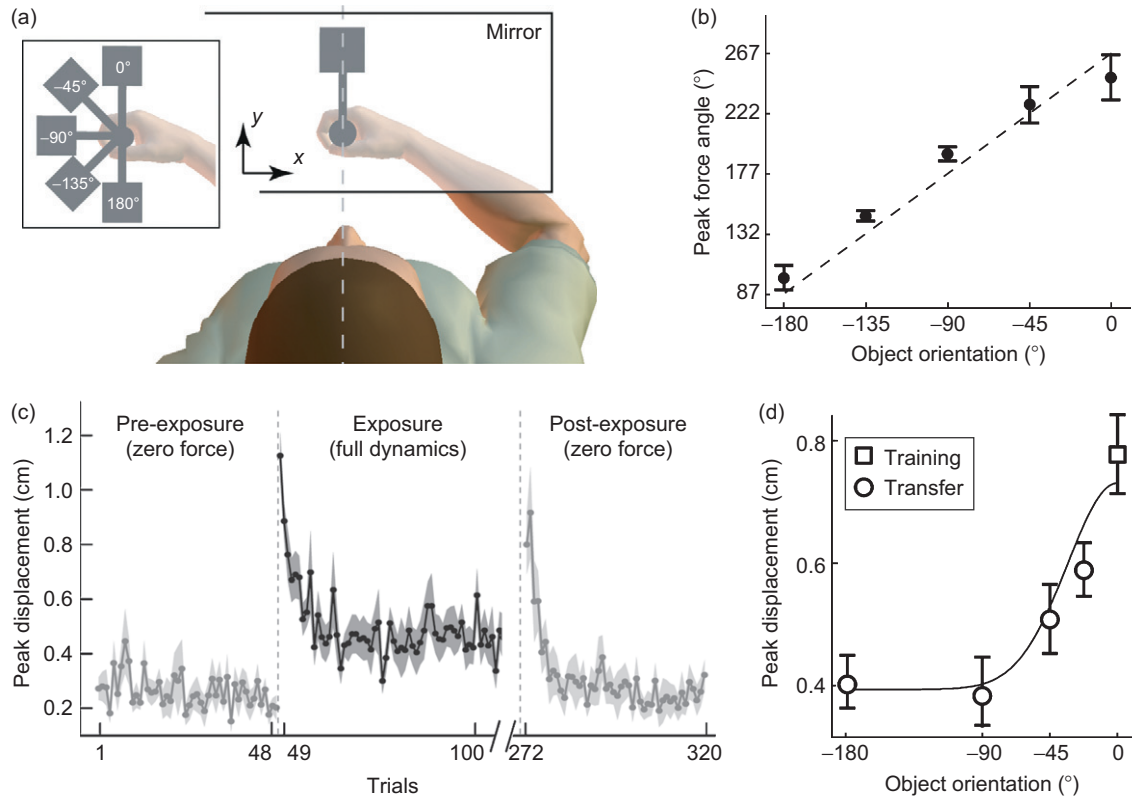 (a)
Mirror
0°
–45°
–90°
–135°
180°
y
x
(b)
Peak force angle (°)
267
222
177
132
87
–180
–135
–90
–45
0
Object orientation (°)
(c)
Pre-exposure
(zero force)
Exposure
(full dynamics)
Post-exposure
(zero force)
Peak displacement (cm)
1.2
1.0
0.8
0.6
0.4
0.2
1
48
49
100
272
320
Trials
(d)
Training
Transfer
Peak displacement (cm)
0.8
0.6
0.4
–180
–90
–45
0
Object orientation (°)